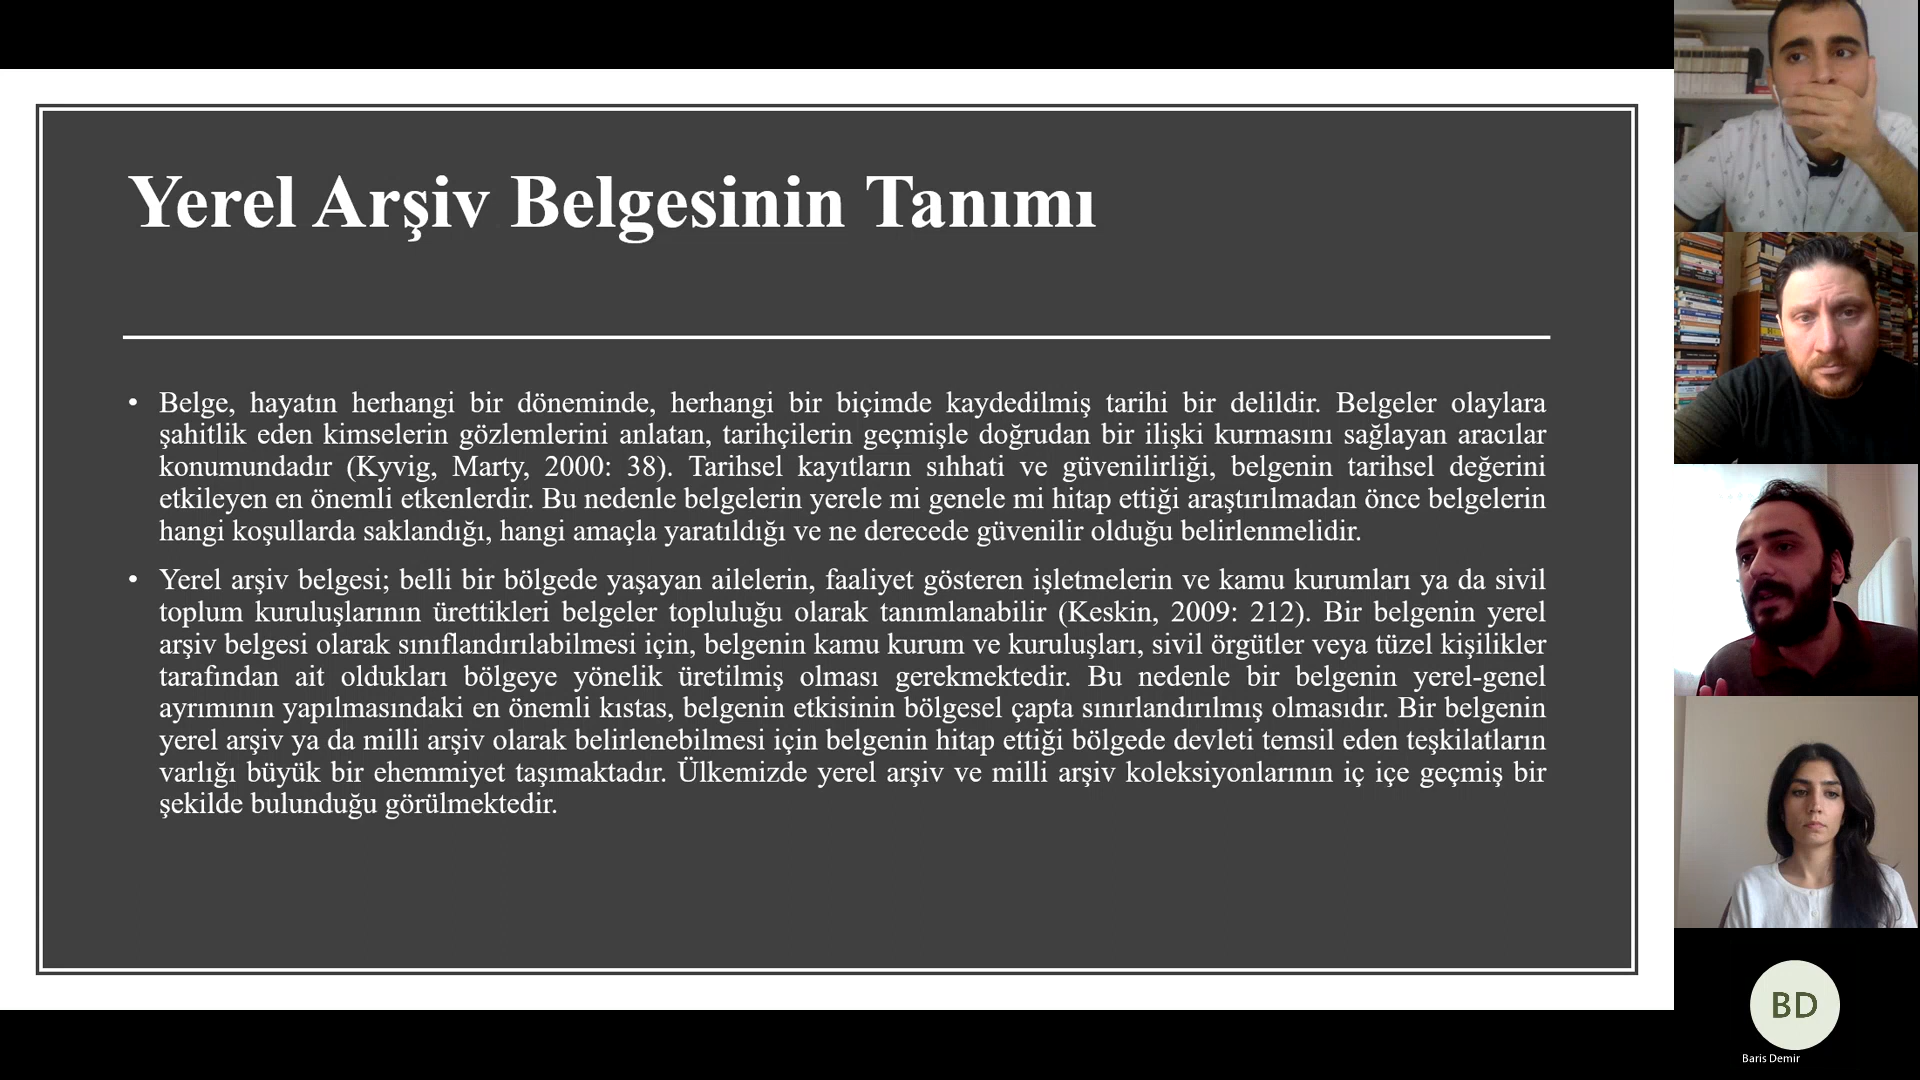 Yerel Arşiv Belgesinin Tanımı
• Belge, hayatın herhangi bir döneminde, herhangi bir biçimde kaydedilmiş tarihi bir delildir. Belgeler olaylara
şahitlik eden kimselerin gözlemlerini anlatan, tarihçilerin geçmişle doğrudan bir ilişki kurmasını sağlayan aracılar
konumundadır (Kyvig, Marty, 2000: 38). Tarihsel kayıtların sıhhati ve güvenilirliği, belgenin tarihsel değerini
etkileyen en önemli etkenlerdir. Bu nedenle belgelerin yerele mi genele mi hitap ettiği araştırılmadan önce belgelerin
hangi koşullarda saklandığı, hangi amaçla yaratıldığı ve ne derecede güvenilir olduğu belirlenmelidir.
• Yerel arşiv belgesi; belli bir bölgede yaşayan ailelerin, faaliyet gösteren işletmelerin ve kamu kurumları ya da sivil
toplum kuruluşlarının ürettikleri belgeler topluluğu olarak tanımlanabilir (Keskin, 2009: 212). Bir belgenin yerel
arşiv belgesi olarak sınıflandırılabilmesi için, belgenin kamu kurum ve kuruluşları, sivil örgütler veya tüzel kişilikler
tarafından ait oldukları bölgeye yönelik üretilmiş olması gerekmektedir. Bu nedenle bir belgenin yerel-genel
ayrımının yapılmasındaki en önemli kıstas, belgenin etkisinin bölgesel çapta sınırlandırılmış olmasıdır. Bir belgenin
yerel arşiv ya da milli arşiv olarak belirlenebilmesi için belgenin hitap ettiği bölgede devleti temsil eden teşkilatların
varlığı büyük bir ehemmiyet taşımaktadır. Ülkemizde yerel arşiv ve milli arşiv koleksiyonlarının iç içe geçmiş bir
şekilde bulunduğu görülmektedir.
BD
Baris Demir